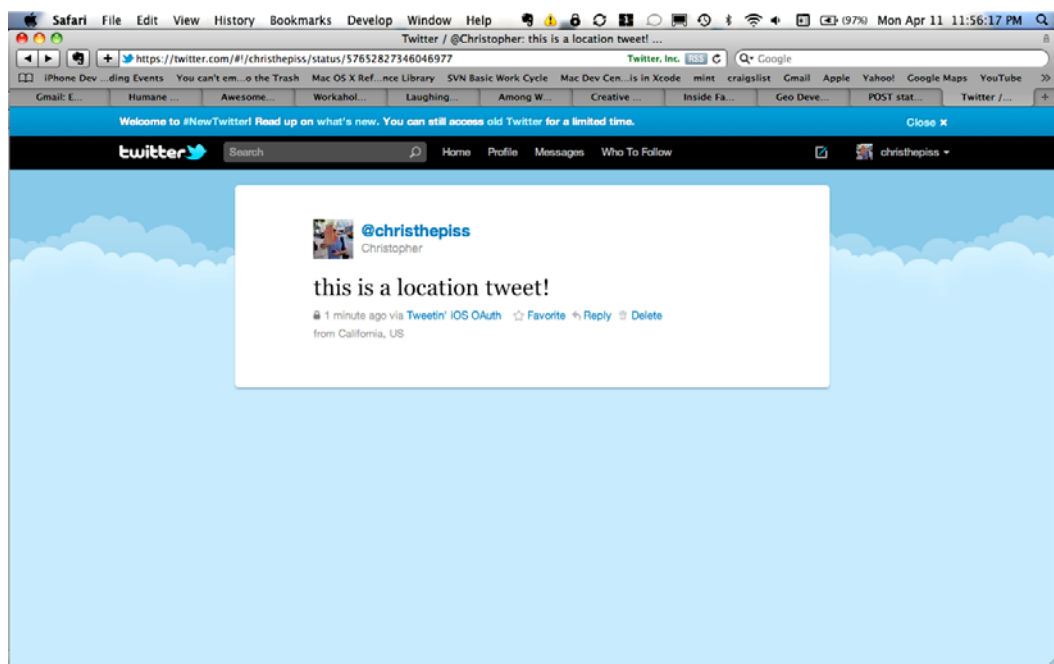 Safari File Edit View History Bookmarks Develop Window Help (97%) Mon Apr 11 11:56:17 PM
Twitter / @Christopher: this is a location tweet! ...
https://twitter.com/#!/christhepiss/status/57652827346046977 Twitter, Inc. RSS Google
iPhone Dev ...ding Events You can't em...o the Trash Mac OS X Ref...nce Library SVN Basic Work Cycle Mac Dev Cen...is in Xcode mint craigslist Gmail Apple Yahoo! Google Maps YouTube
Gmail: E... Humane ... Awesome... Workahol... Laughing... Among W... Creative ... Inside Fa... Geo Deve... POST stat... Twitter /...
Welcome to #NewTwitter! Read up on what's new. You can still access old Twitter for a limited time. Close x
twitter Search Home Profile Messages Who To Follow christhepiss
@christhepiss
Christopher
this is a location tweet!
1 minute ago via Tweetin' iOS OAuth Favorite Reply Delete
from California, US